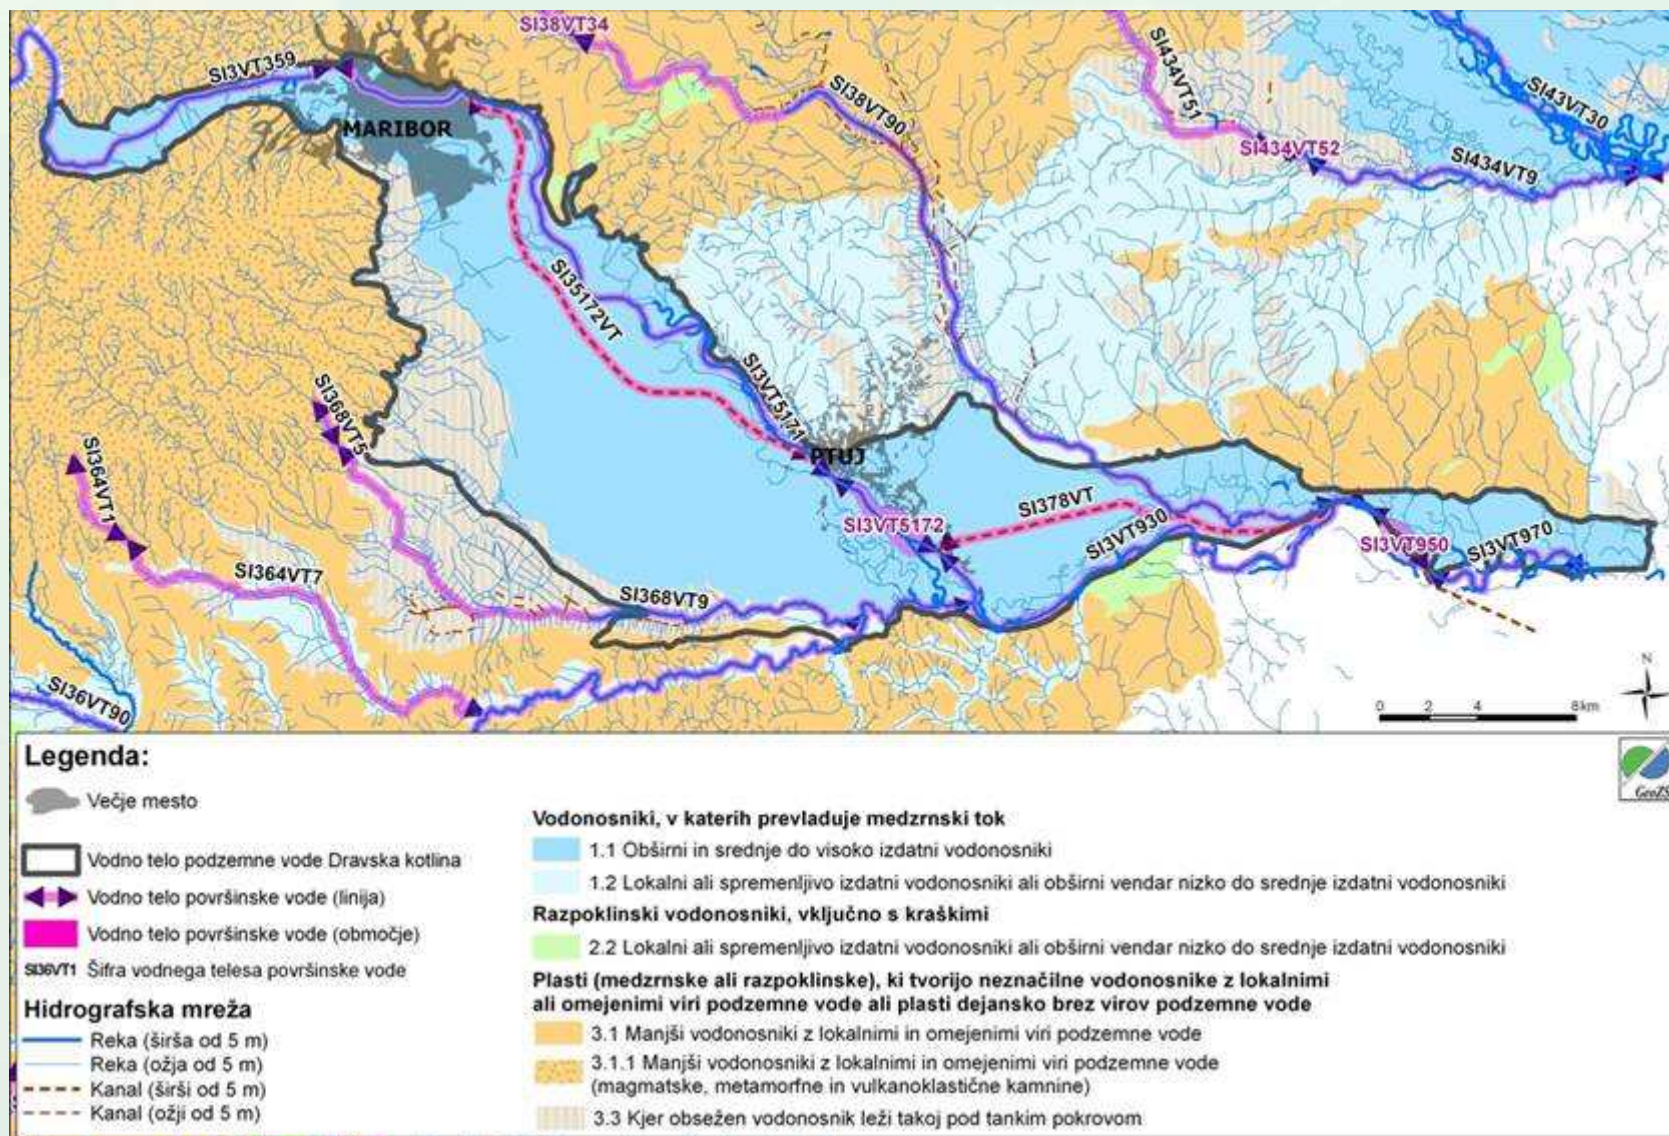 SI38VT34
SI3VT359
SI434VT51
SI38VT90
SI43VT30
MARIBOR
SI434VT52
SI434VT9
SI35172VT
SI3VT5171
SI368VT5
PTUJ
SI364VT1
SI378VT
SI3VT5172
SI3VT930
SI3VT950
SI3VT970
SI364VT7
SI368VT9
SI36VT90
N
0 2 4 8 km
Legenda:
GeoZS
Večje mesto
Vodno telo podzemne vode Dravska kotlina
Vodno telo površinske vode (linija)
Vodno telo površinske vode (območje)
SI36VT1 Šifra vodnega telesa površinske vode
Hidrografska mreža
Reka (širša od 5 m)
Reka (ožja od 5 m)
Kanal (širši od 5 m)
Kanal (ožji od 5 m)
Vodonosniki, v katerih prevladuje medzrnski tok
1.1 Obširni in srednje do visoko izdatni vodonosniki
1.2 Lokalni ali spremenljivo izdatni vodonosniki ali obširni vendar nizko do srednje izdatni vodonosniki
Razpoklinski vodonosniki, vključno s kraškimi
2.2 Lokalni ali spremenljivo izdatni vodonosniki ali obširni vendar nizko do srednje izdatni vodonosniki
Plasti (medzrnske ali razpoklinske), ki tvorijo neznačilne vodonosnike z lokalnimi
ali omejenimi viri podzemne vode ali plasti dejansko brez virov podzemne vode
3.1 Manjši vodonosniki z lokalnimi in omejenimi viri podzemne vode
3.1.1 Manjši vodonosniki z lokalnimi in omejenimi viri podzemne vode
(magmatske, metamorfne in vulkanoklastične kamnine)
3.3 Kjer obsežen vodonosnik leži takoj pod tankim pokrovom